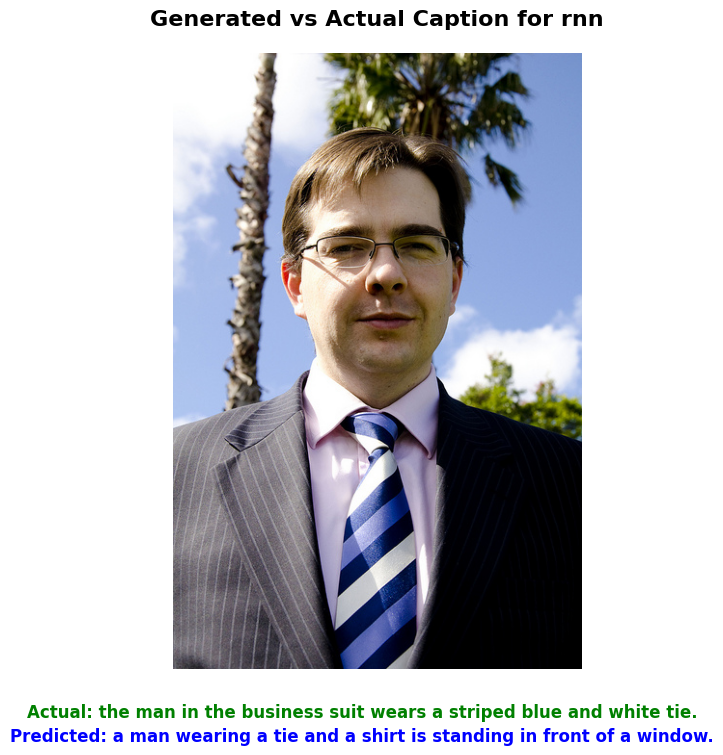 Generated vs Actual Caption for rnn
Actual: the man in the business suit wears a striped blue and white tie.
Predicted: a man wearing a tie and a shirt is standing in front of a window.